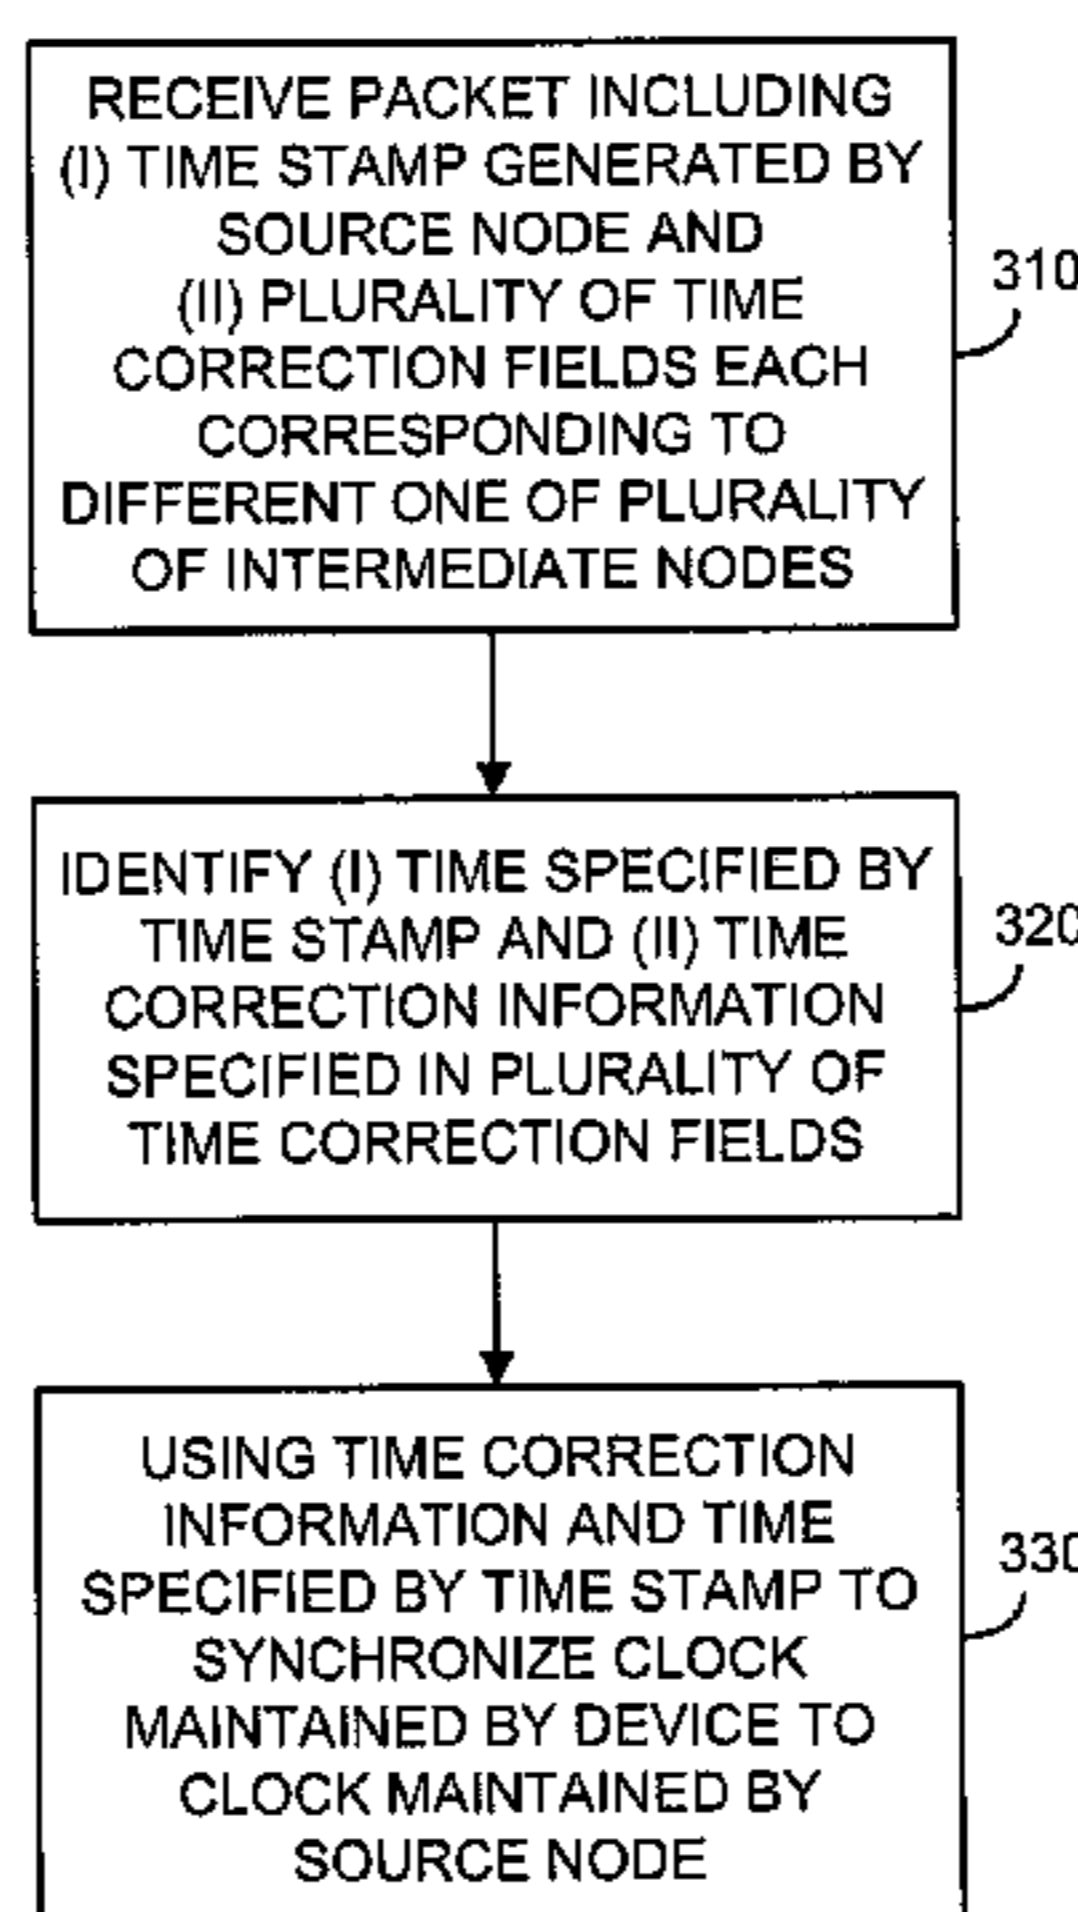 RECEIVE PACKET INCLUDING
(I) TIME STAMP GENERATED BY
SOURCE NODE AND
(II) PLURALITY OF TIME
CORRECTION FIELDS EACH
CORRESPONDING TO
DIFFERENT ONE OF PLURALITY
OF INTERMEDIATE NODES
310
IDENTIFY (I) TIME SPECIFIED BY
TIME STAMP AND (II) TIME
CORRECTION INFORMATION
SPECIFIED IN PLURALITY OF
TIME CORRECTION FIELDS
320
USING TIME CORRECTION
INFORMATION AND TIME
SPECIFIED BY TIME STAMP TO
SYNCHRONIZE CLOCK
MAINTAINED BY DEVICE TO
CLOCK MAINTAINED BY
SOURCE NODE
330